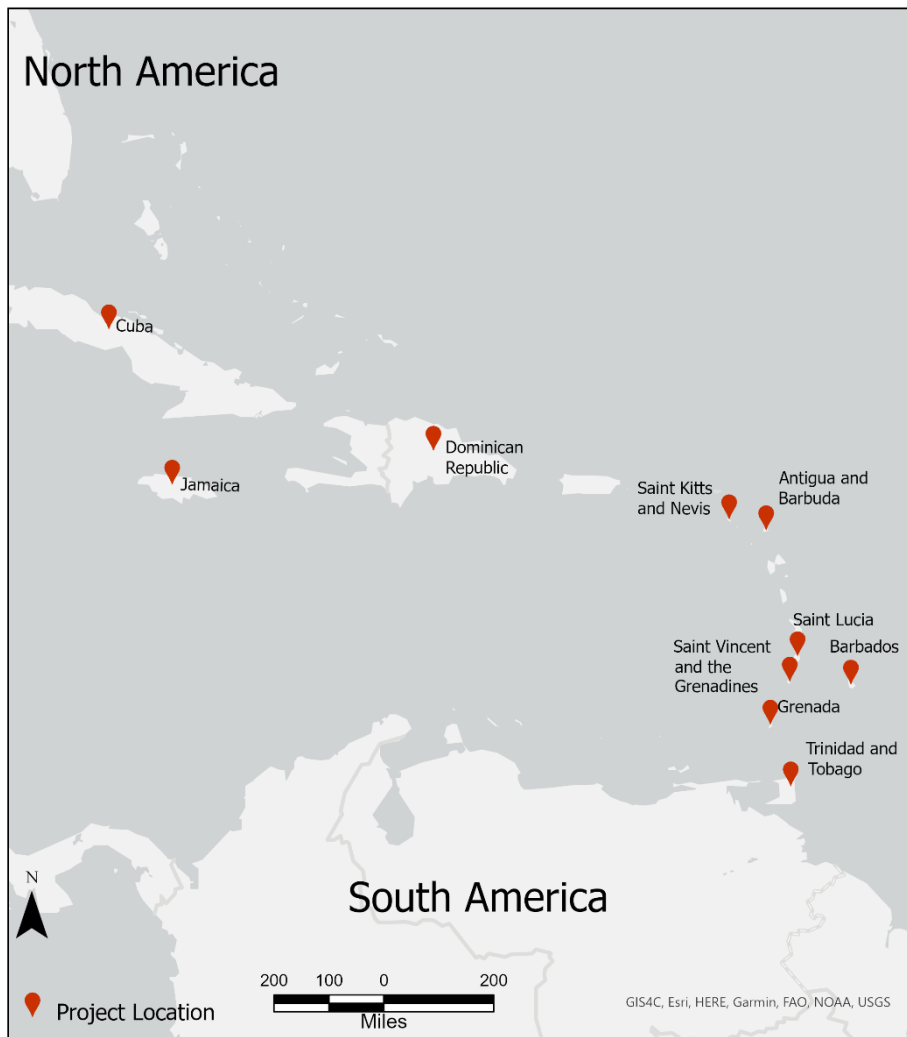 North America
Cuba
Jamaica
Dominican
Republic
Saint Kitts
and Nevis
Antigua and
Barbuda
Saint Lucia
Saint Vincent
and the
Grenadines
Barbados
Grenada
Trinidad and
Tobago
South America
N
200 100 0 200
Miles
Project Location
GIS4C, Esri, HERE, Garmin, FAO, NOAA, USGS